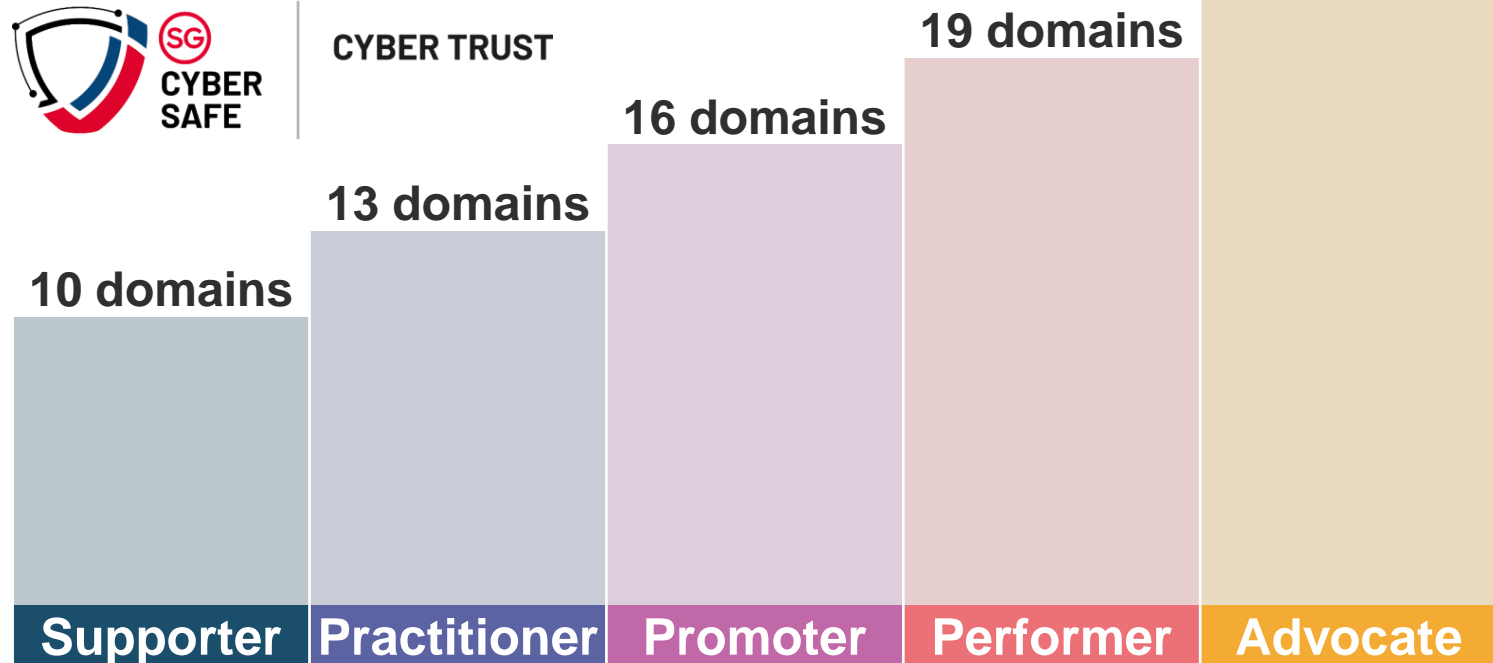 SG
CYBER
SAFE
CYBER TRUST
10 domains
13 domains
16 domains
19 domains
Supporter
Practitioner
Promoter
Performer
Advocate